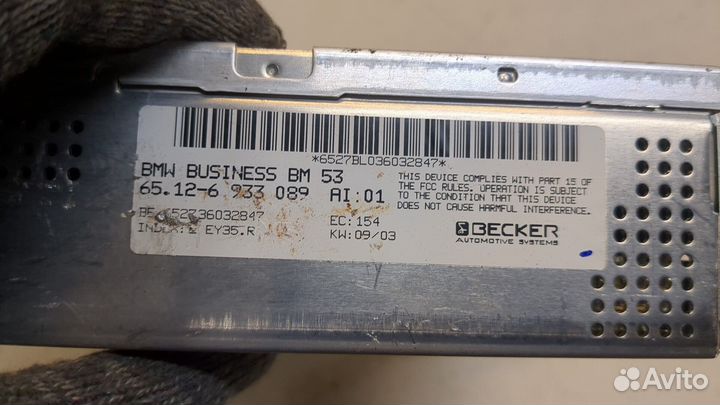 *6527BL036032847*
BMW BUSINESS BM 53
65.12-6 933 089 AI:01
36032847
EY35.R
EC:154
KW:09/03
THIS DEVICE COMPLIES WITH PART 15 OF
THE FCC RULES. OPERATION IS SUBJECT
TO THE CONDITION THAT THIS DEVICE
DOES NOT CAUSE HARMFUL INTERFERENCE.
BECKER
AUTOMOTIVE SYSTEMS
Avito